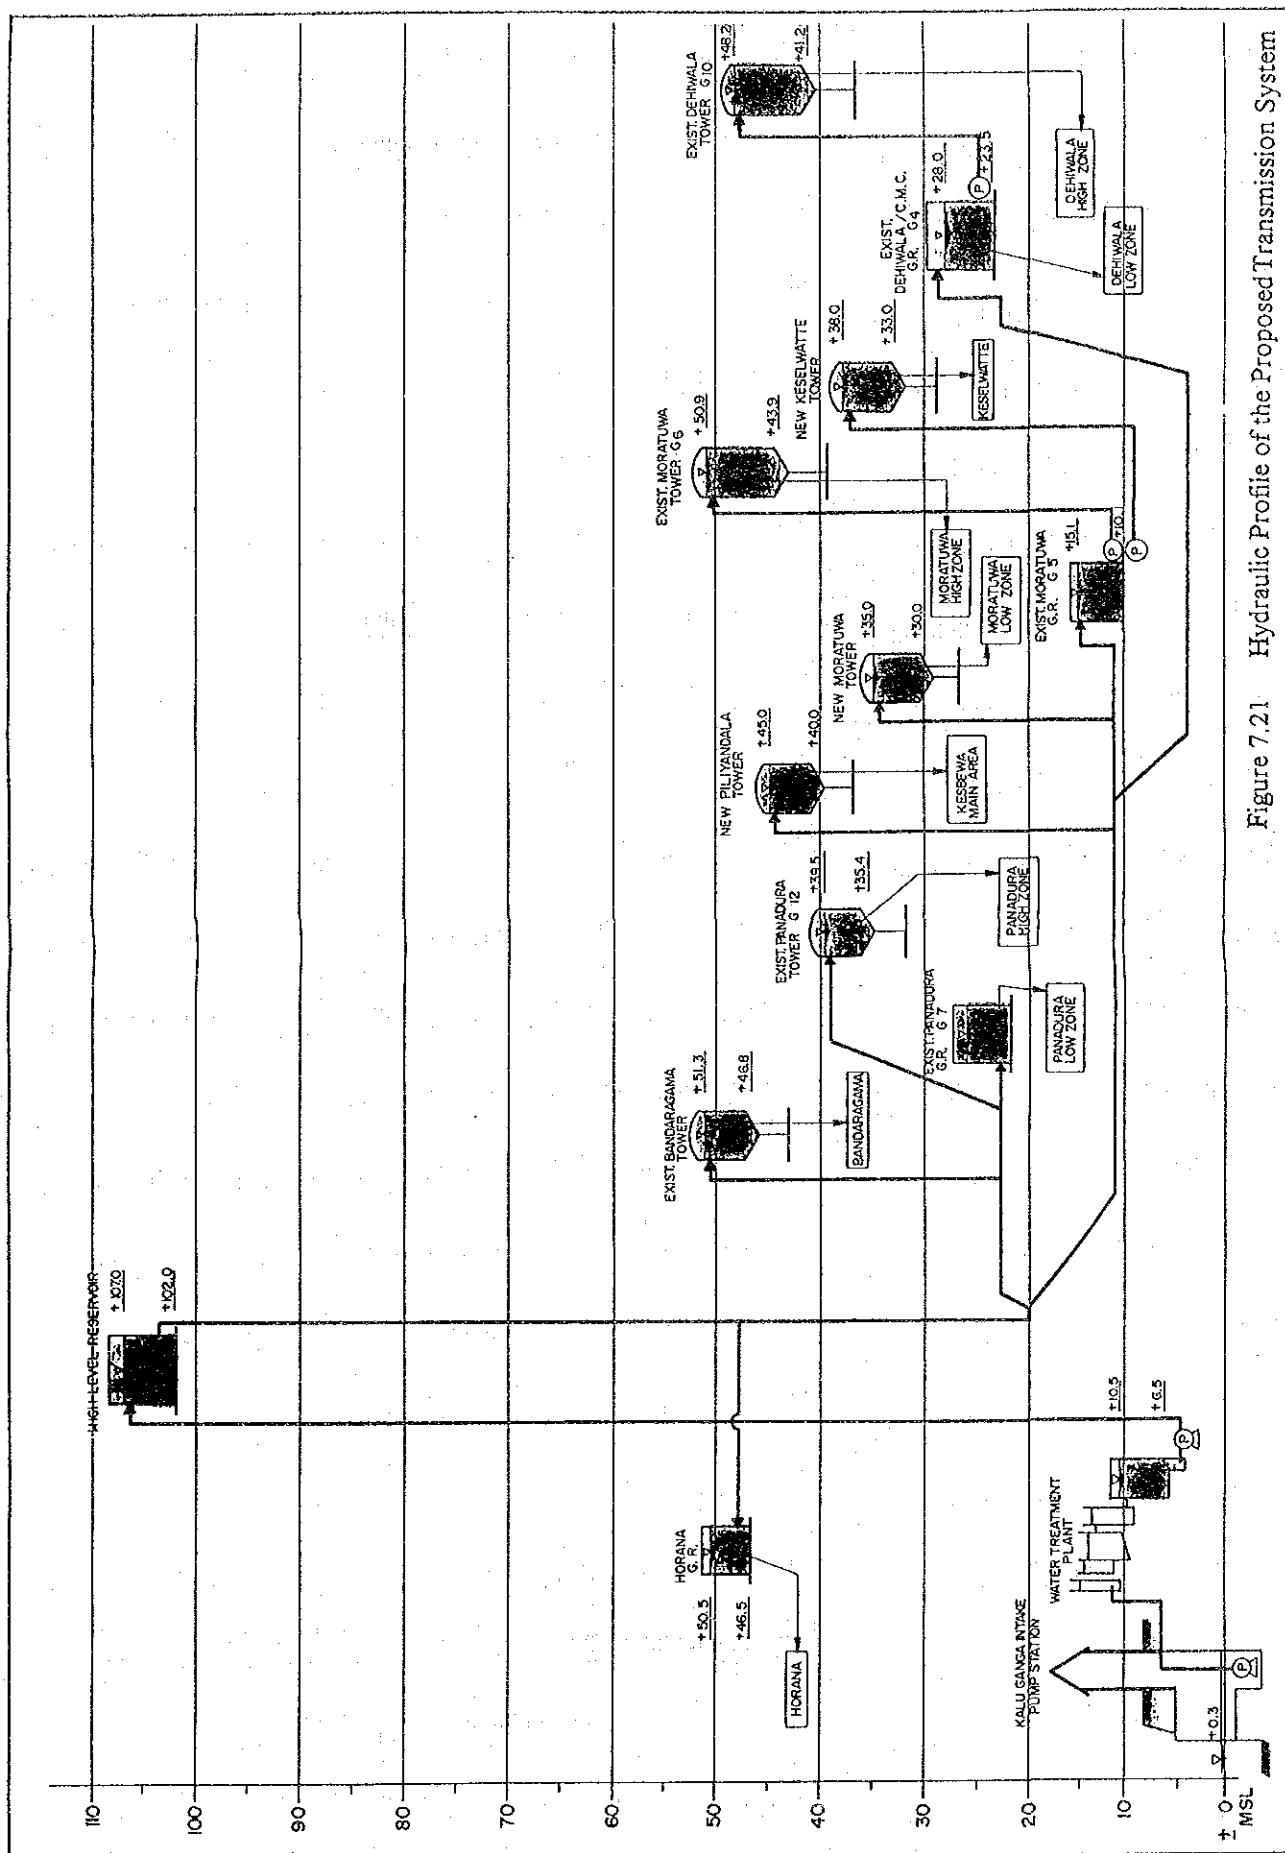 110
100
90
80
70
60
50
40
30
20
10
± 0
MSL
+0.3
KALU GANGA INTAKE
PUMP STATION
P
WATER TREATMENT
PLANT
+10.5
+6.5
P
HORANA
G.R.
+50.5
+46.5
HORANA
HIGH LEVEL RESERVOIR
+107.0
+102.0
EXIST. BANDARAGAMA
TOWER
+51.3
+46.8
BANDARAGAMA
EXIST. PANADURA
G.R. G 7
PANADURA
LOW ZONE
EXIST. PANADURA
TOWER G 12
+39.5
+35.4
PANADURA
HIGH ZONE
NEW PILIYANDALA
TOWER
+45.0
+40.0
KESBEWA
MAIN AREA
NEW MORATUWA
TOWER
+35.0
+30.0
MORATUWA
LOW ZONE
EXIST. MORATUWA
G.R. G 5
+15.1
+10.1
P
P
EXIST. MORATUWA
TOWER G 6
+50.9
+43.9
MORATUWA
HIGH ZONE
NEW KESELWATTE
TOWER
+38.0
+33.0
KESELWATTE
EXIST.
DEHIWALA / C.M.C.
G.R. G 4
+28.0
+23.5
P
DEHIWALA
LOW ZONE
EXIST. DEHIWALA
TOWER G 10
+48.2
+41.2
DEHIWALA
HIGH ZONE
Figure 7.21 Hydraulic Profile of the Proposed Transmission System